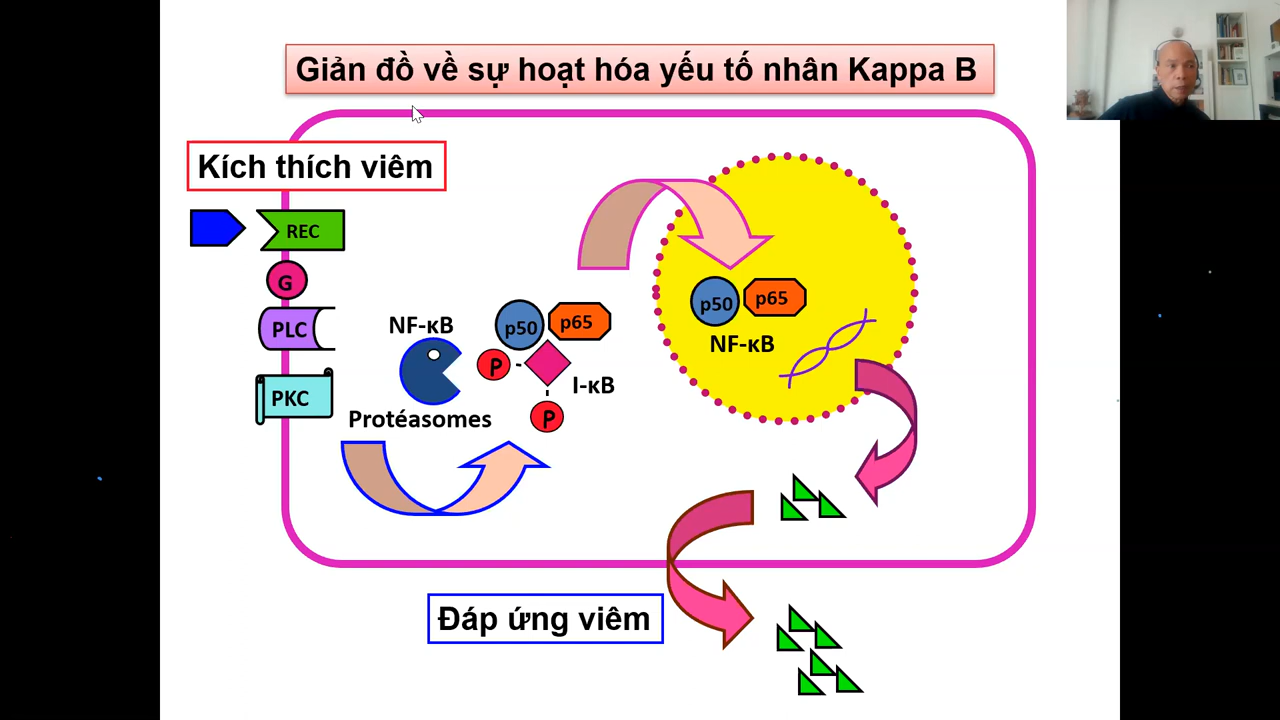 Giản đồ về sự hoạt hóa yếu tố nhân Kappa B
Kích thích viêm
REC
G
PLC
PKC
NF-κB
Protéasomes
p50
p65
P
I-κB
P
p50
p65
NF-κB
Đáp ứng viêm